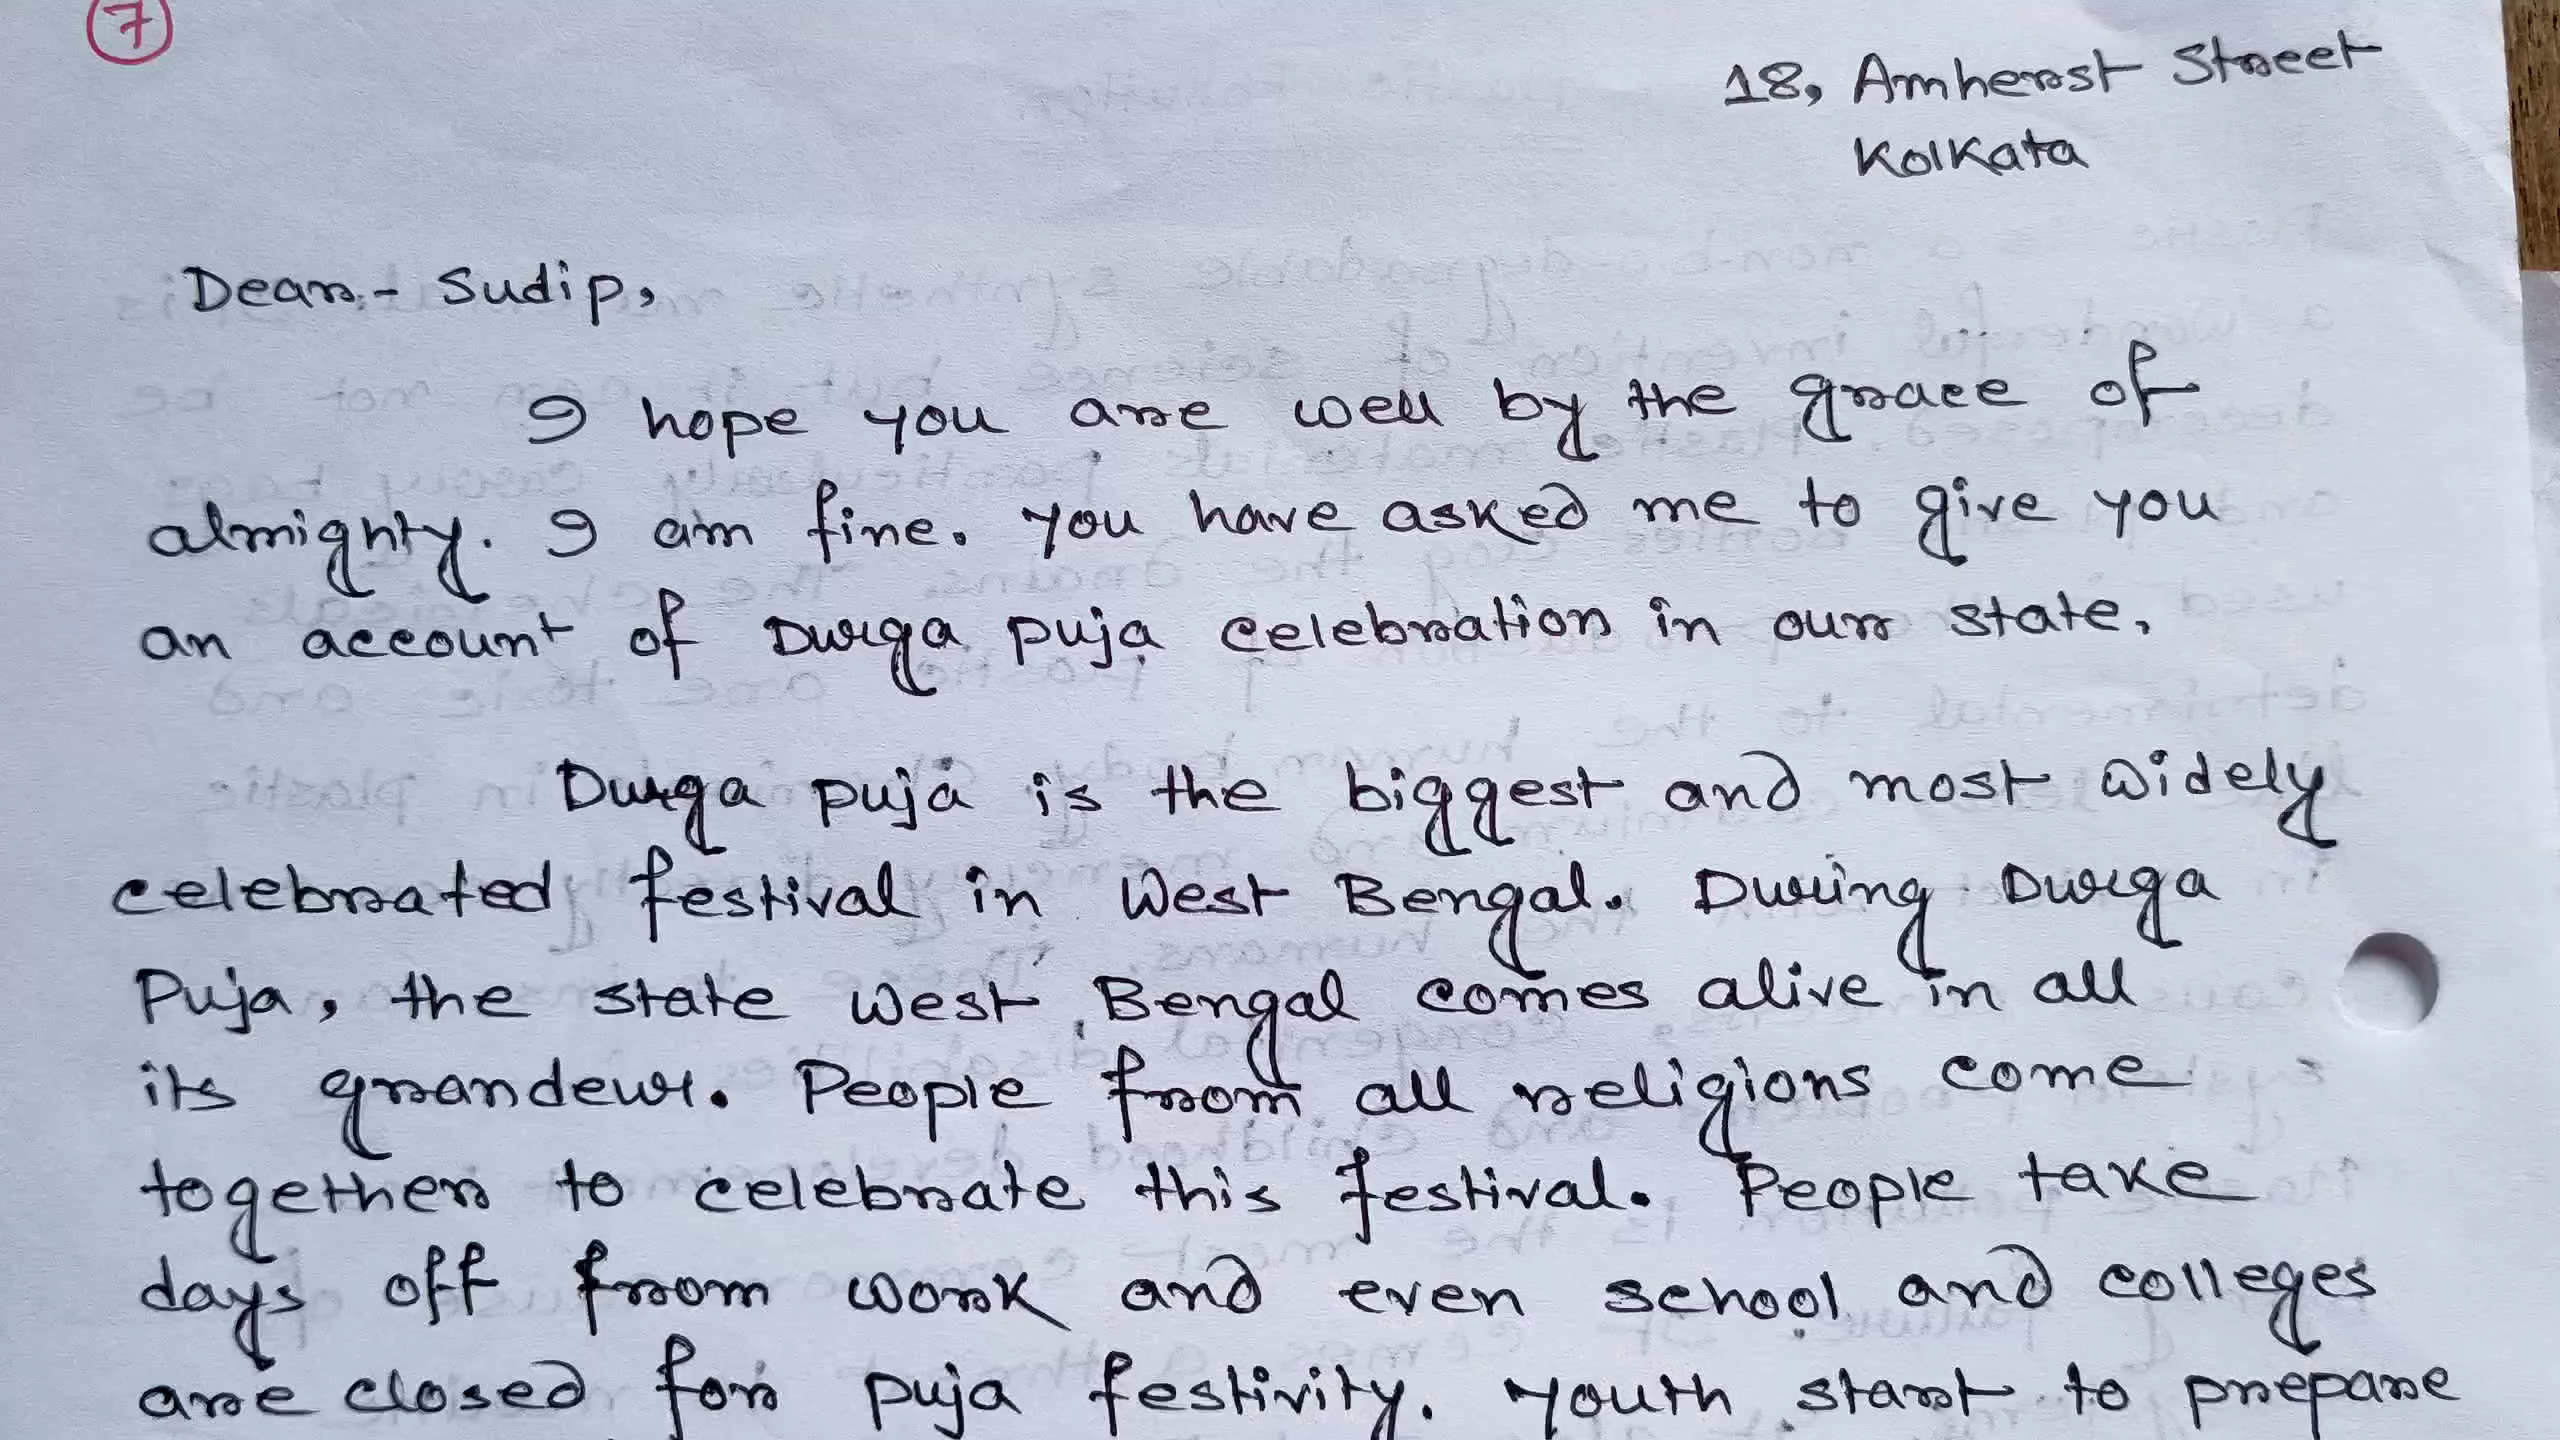 7
18, Amherst Street
Kolkata
Dear- Sudip,
I hope you are well by the grace of
almighty. I am fine. You have asked me to give you
an account of Durga puja celebration in our state.
Durga puja is the biggest and most widely
celebrated festival in West Bengal. During Durga
Puja, the state West Bengal comes alive in all
its grandeur. People from all religions come
together to celebrate this festival. People take
days off from work and even school and colleges
are closed for puja festivity. Youth start to prepare